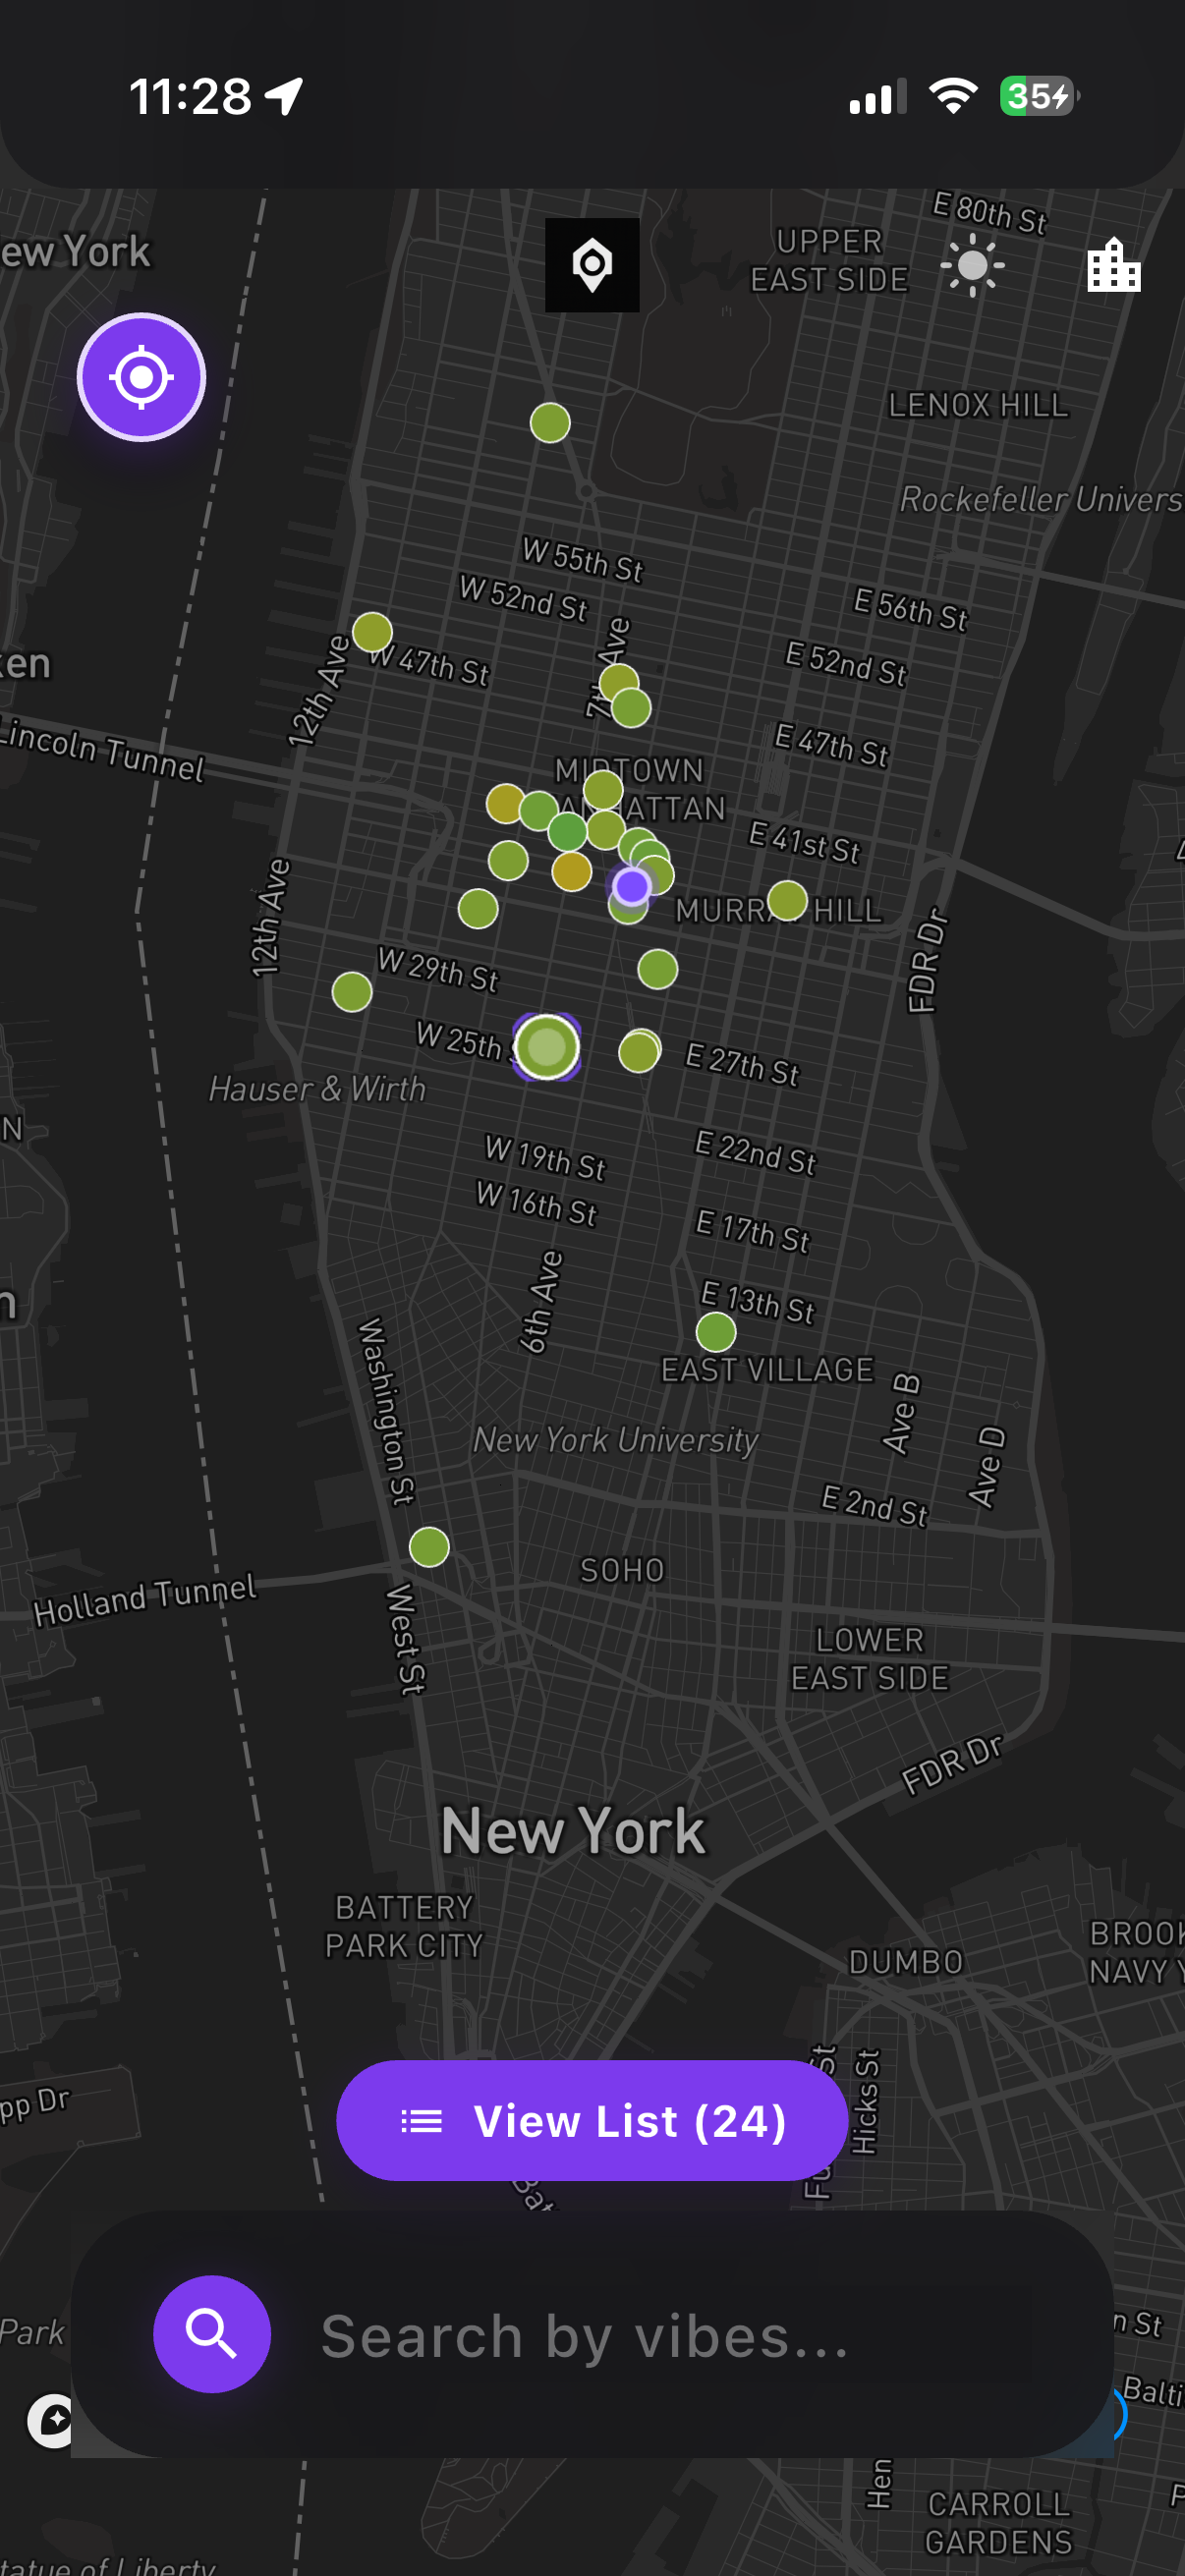 11:28
35
E 80th St
ew York
UPPER
EAST SIDE
LENOX HILL
Rockefeller Univers
W 55th St
W 52nd St
E 56th St
7th Ave
E 52nd St
W 47th St
ken
12th Ave
Lincoln Tunnel
E 47th St
MIDTOWN
MANHATTAN
E 41st St
12th Ave
MURRAY HILL
FDR Dr
W 29th St
W 25th
E 27th St
Hauser & Wirth
N
W 19th St
E 22nd St
W 16th St
E 17th St
6th Ave
E 13th St
Washington St
EAST VILLAGE
Ave B
New York University
Ave D
E 2nd St
SOHO
Holland Tunnel
West St
LOWER
EAST SIDE
FDR Dr
New York
BATTERY
PARK CITY
BROOK
NAVY Y
DUMBO
pp Dr
Hicks St
View List (24)
Bat
Search by vibes...
Park
n St
Balti
Hen
CARROLL
GARDENS
tatue of Liberty